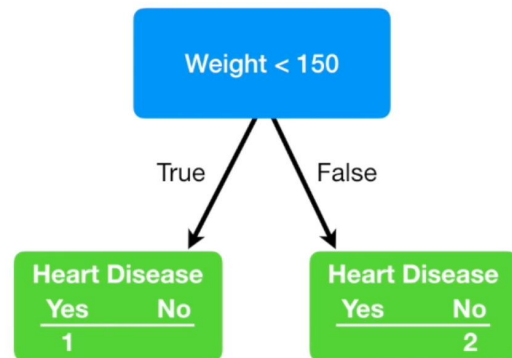 Weight < 150
True False
Heart Disease Heart Disease
Yes No Yes No
1 2